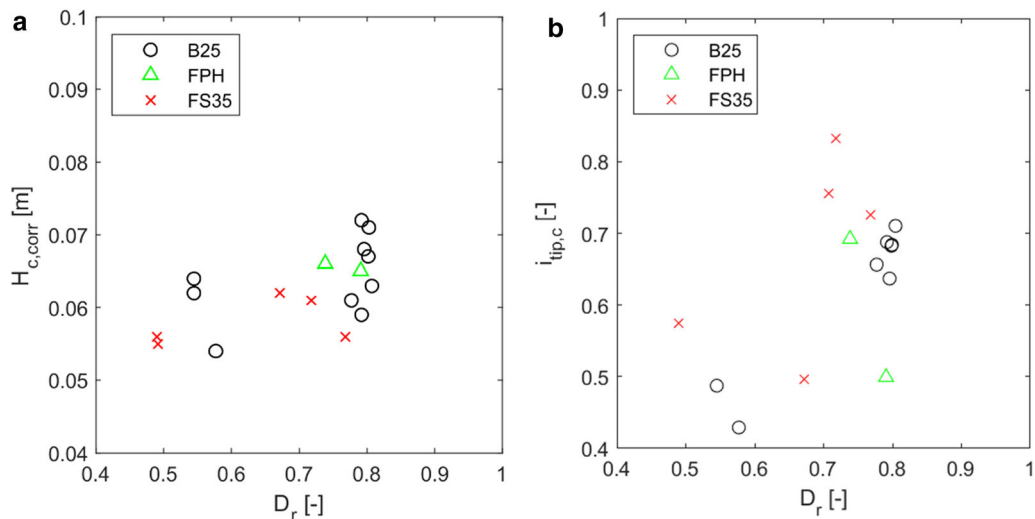 a
0.1
0.09
0.08
0.07
0.06
0.05
0.04
H_c,corr [m]
B25
FPH
FS35
0.4 0.5 0.6 0.7 0.8 0.9 1
D_r [-]
b
1
0.9
0.8
0.7
0.6
0.5
0.4
i_tip,c [-]
B25
FPH
FS35
0.4 0.5 0.6 0.7 0.8 0.9 1
D_r [-]